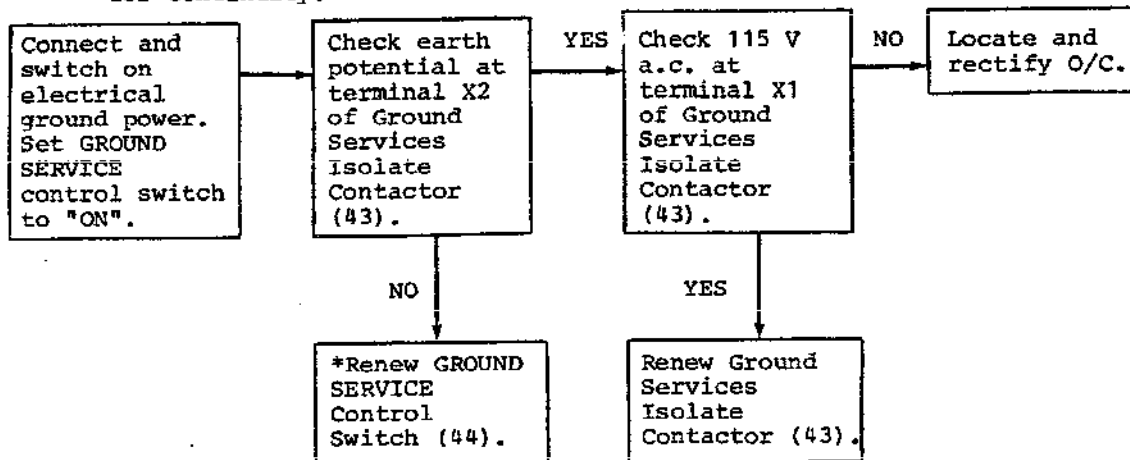 Connect and
switch on
electrical
ground power.
Set GROUND
SERVICE
control switch
to "ON".
Check earth
potential at
terminal X2
of Ground
Services
Isolate
Contactor
(43).
YES
Check 115 V
a.c. at
terminal X1
of Ground
Services
Isolate
Contactor
(43).
NO
Locate and
rectify O/C.
NO
YES
*Renew GROUND
SERVICE
Control
Switch (44).
Renew Ground
Services
Isolate
Contactor (43).